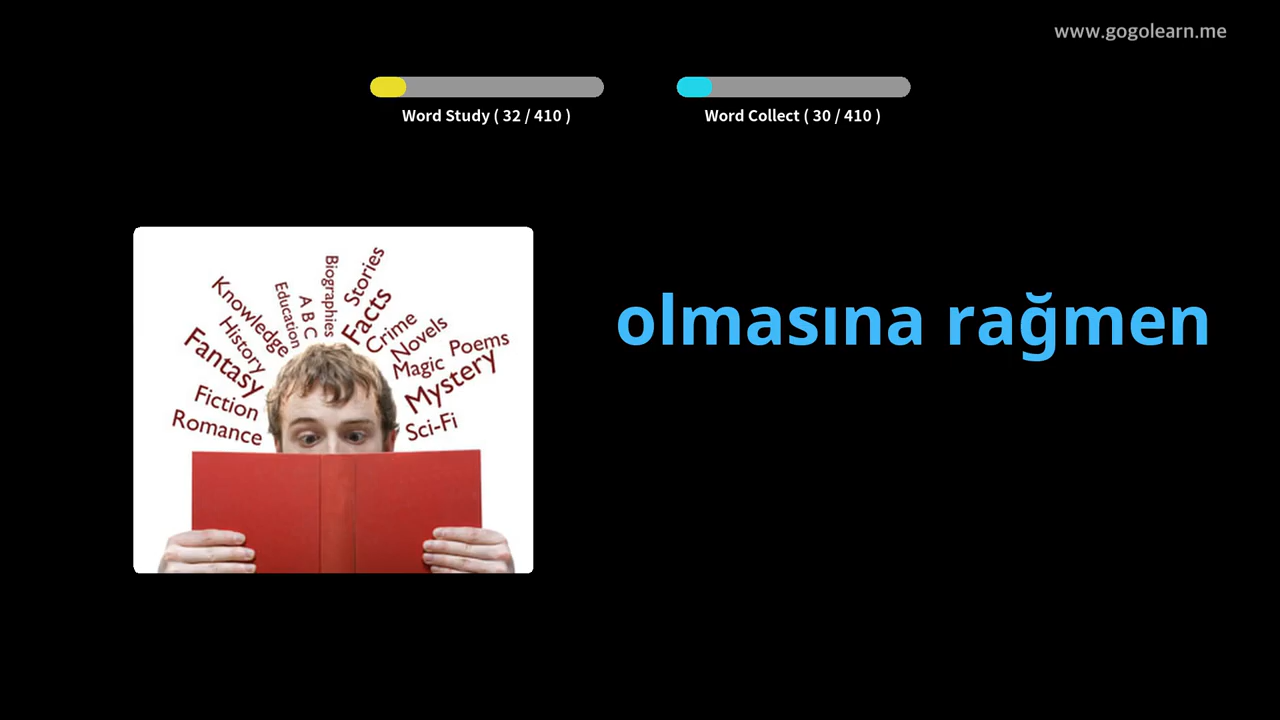 www.gogolearn.me
Word Study ( 32 / 410 )
Word Collect ( 30 / 410 )
olmasına rağmen
Knowledge
History
Fantasy
Fiction
Romance
Education
A B C
Biographies
Stories
Facts
Crime
Novels
Magic
Poems
Mystery
Sci-Fi